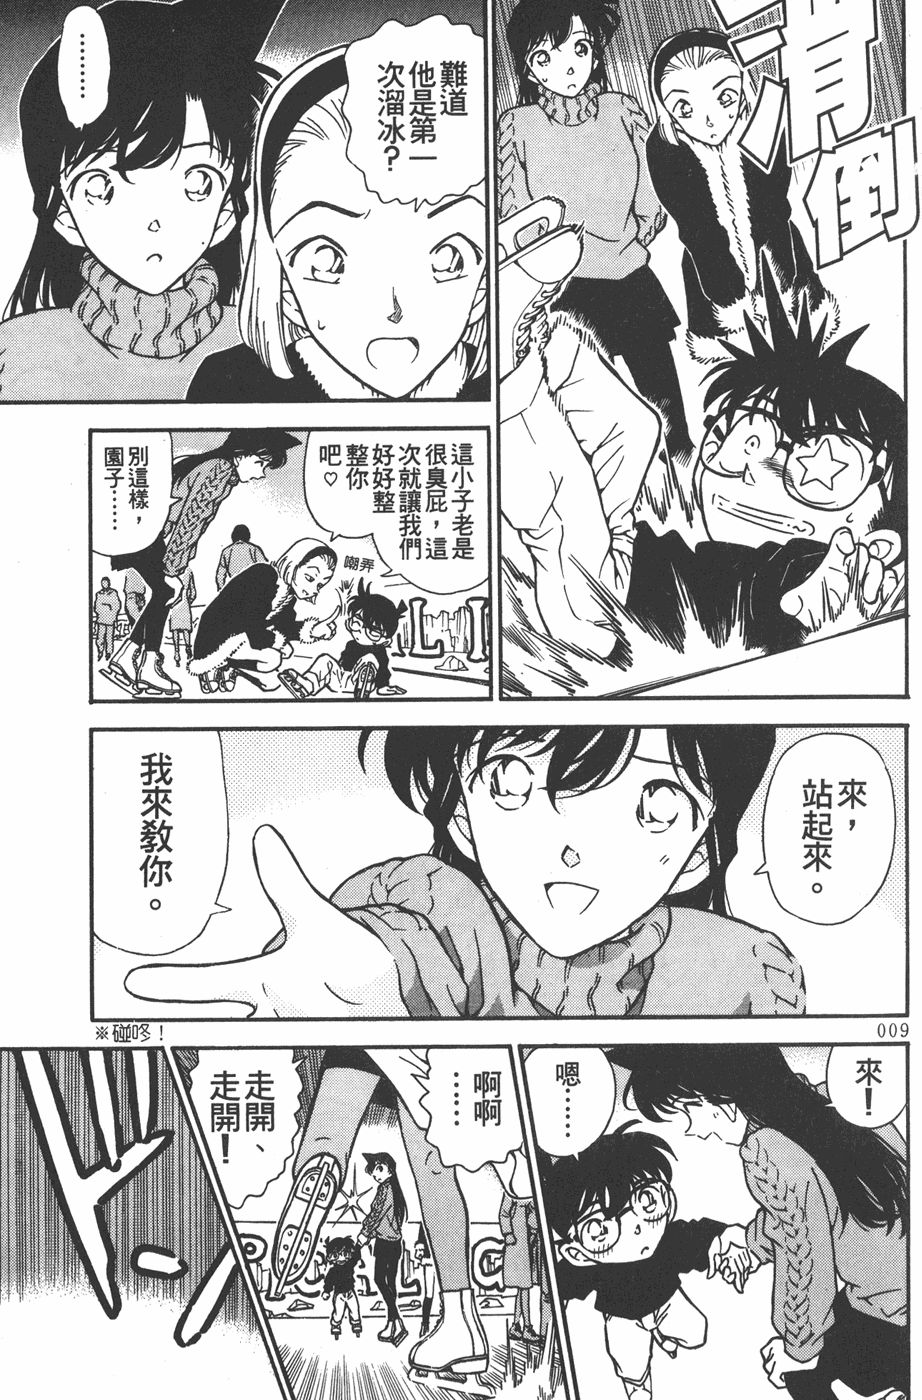 滑倒
難道
他是第一
次溜冰？
………
這小子老是
很臭屁，這
次就讓我們
好好整
整你
吧♡
嘲弄
別這樣，
園子……
來，
站起來。
我來教你。
※碰咚！
009
來！
嗯……
啊啊
……
走開、
走開！
ドーン